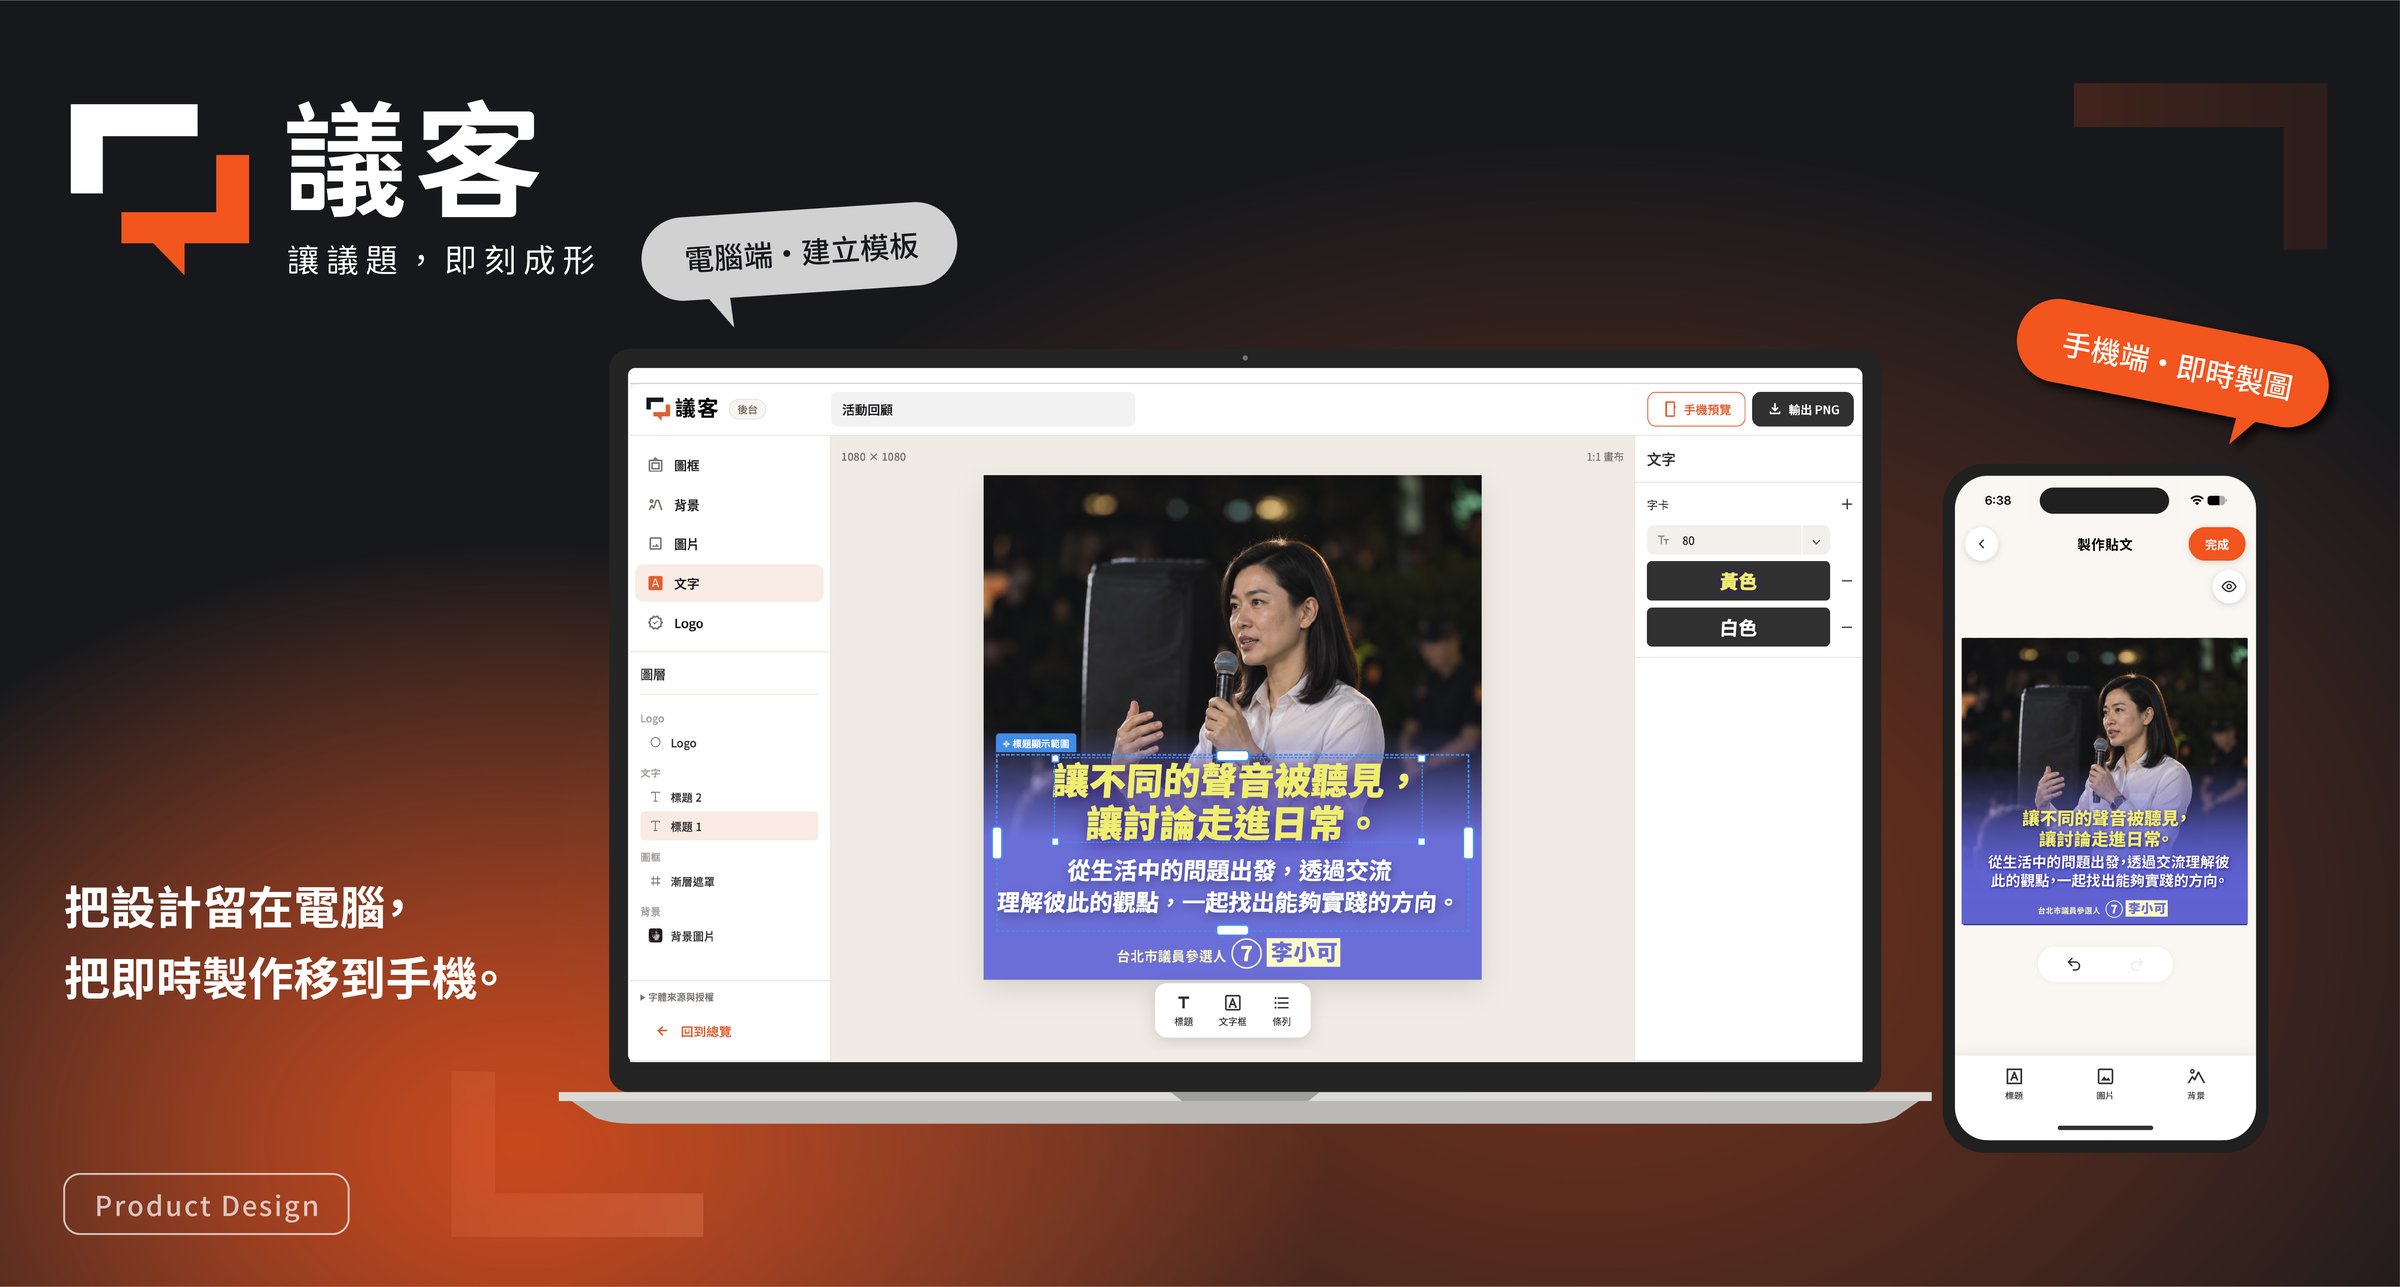 議客
讓議題，即刻成形
電腦端・建立模板
手機端・即時製圖
把設計留在電腦，
把即時製作移到手機。
Product Design
議客
後台
活動回顧
手機預覽
輸出 PNG
圖框
背景
圖片
文字
Logo
圖層
Logo
Logo
文字
標題 2
標題 1
圖框
漸層遮罩
背景
背景圖片
字體來源與授權
回到總覽
1080 × 1080
1:1 畫布
標題顯示範圍
讓不同的聲音被聽見，
讓討論走進日常。
從生活中的問題出發，透過交流
理解彼此的觀點，一起找出能夠實踐的方向。
台北市議員參選人 7 李小可
標題
文字框
條列
文字
字卡
80
黃色
白色
6:38
製作貼文
完成
讓不同的聲音被聽見，
讓討論走進日常。
從生活中的問題出發，透過交流理解彼
此的觀點，一起找出能夠實踐的方向。
台北市議員參選人 7 李小可
標題
圖片
背景